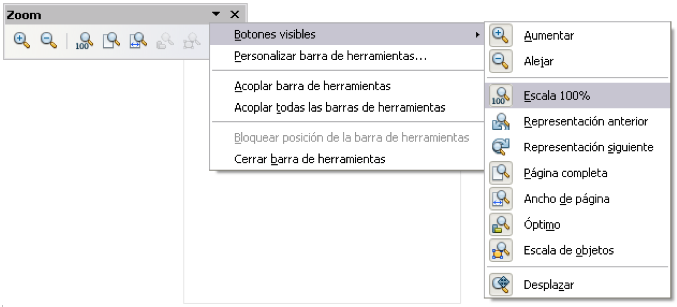 Zoom
100
Botones visibles
Personalizar barra de herramientas...
Acoplar barra de herramientas
Acoplar todas las barras de herramientas
Bloquear posición de la barra de herramientas
Cerrar barra de herramientas
Aumentar
Alejar
100
Escala 100%
Representación anterior
Representación siguiente
Página completa
Ancho de página
Óptimo
Escala de objetos
Desplazar